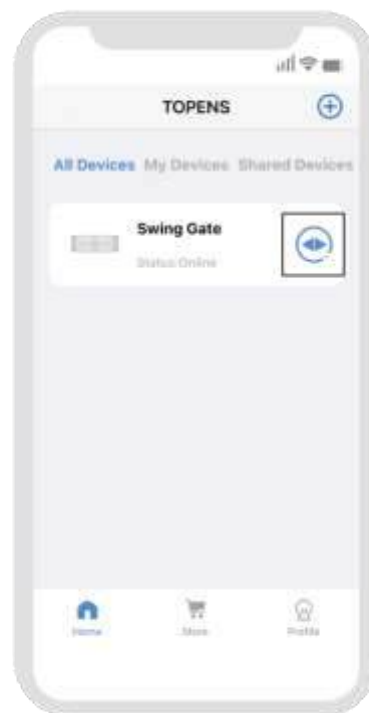 TOPENS
All Devices My Devices Shared Devices
Swing Gate
Status:Online
Home Store Profile